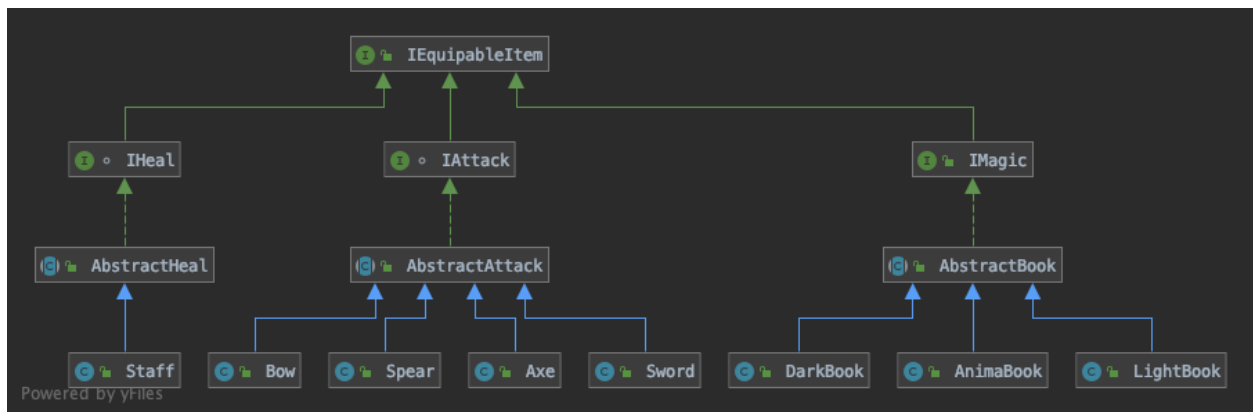 I IEquipableItem
I IHeal
I IAttack
I IMagic
C AbstractHeal
C AbstractAttack
C AbstractBook
C Staff
C Bow
C Spear
C Axe
C Sword
C DarkBook
C AnimaBook
C LightBook
Powered by yFiles